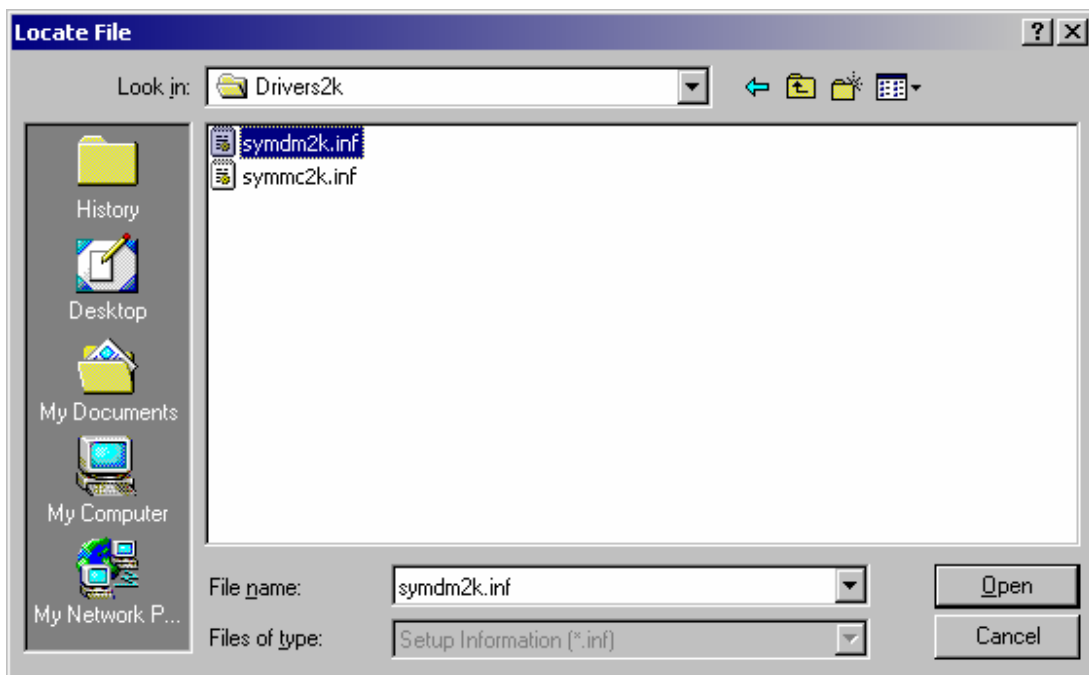 Locate File
Look in:
Drivers2k
symdm2k.inf
symmc2k.inf
History
Desktop
My Documents
My Computer
My Network P...
File name:
symdm2k.inf
Open
Files of type:
Setup Information (*.inf)
Cancel